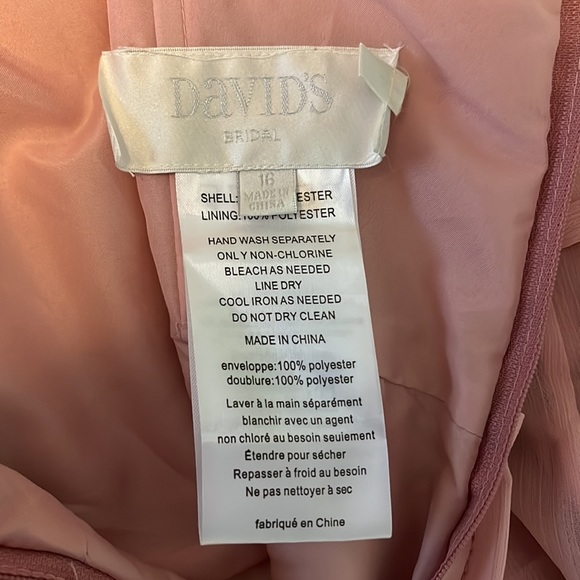 DAVID'S
BRIDAL
16
MADE IN
CHINA
SHELL: ESTER
LINING:100% POLYESTER
HAND WASH SEPARATELY
ONLY NON-CHLORINE
BLEACH AS NEEDED
LINE DRY
COOL IRON AS NEEDED
DO NOT DRY CLEAN
MADE IN CHINA
enveloppe:100% polyester
doublure:100% polyester
Laver à la main séparément
blanchir avec un agent
non chloré au besoin seulement
Étendre pour sécher
Repasser à froid au besoin
Ne pas nettoyer à sec
fabriqué en Chine